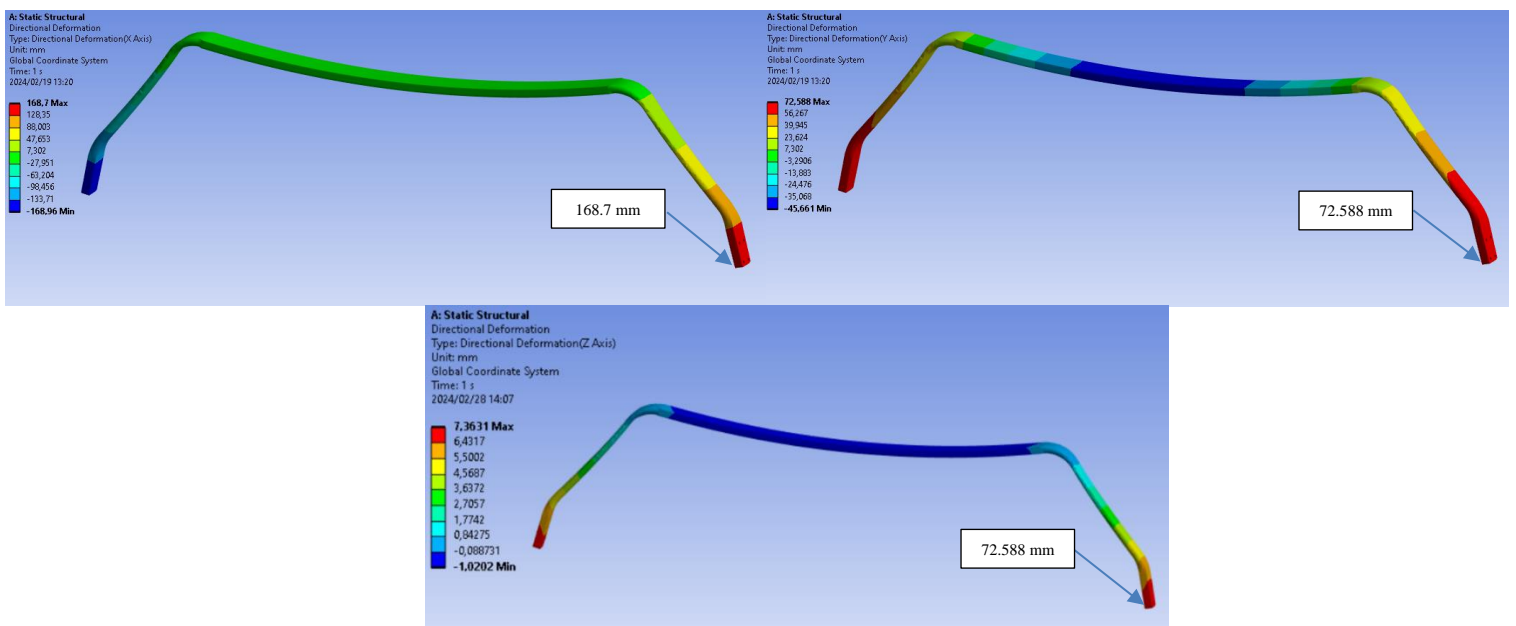 A: Static Structural
Directional Deformation
Type: Directional Deformation(X Axis)
Unit: mm
Global Coordinate System
Time: 1 s
2024/02/19 13:20
168,7 Max
128,35
88,003
47,653
7,302
-27,951
-63,204
-98,456
-133,71
-168,96 Min
168.7 mm
A: Static Structural
Directional Deformation
Type: Directional Deformation(Y Axis)
Unit: mm
Global Coordinate System
Time: 1 s
2024/02/19 13:20
72,588 Max
56,267
39,945
23,624
7,302
-3,2906
-13,883
-24,476
-35,068
-45,661 Min
72.588 mm
A: Static Structural
Directional Deformation
Type: Directional Deformation(Z Axis)
Unit: mm
Global Coordinate System
Time: 1 s
2024/02/28 14:07
7,3631 Max
6,4317
5,5002
4,5687
3,6372
2,7057
1,7742
0,84275
-0,088731
-1,0202 Min
72.588 mm